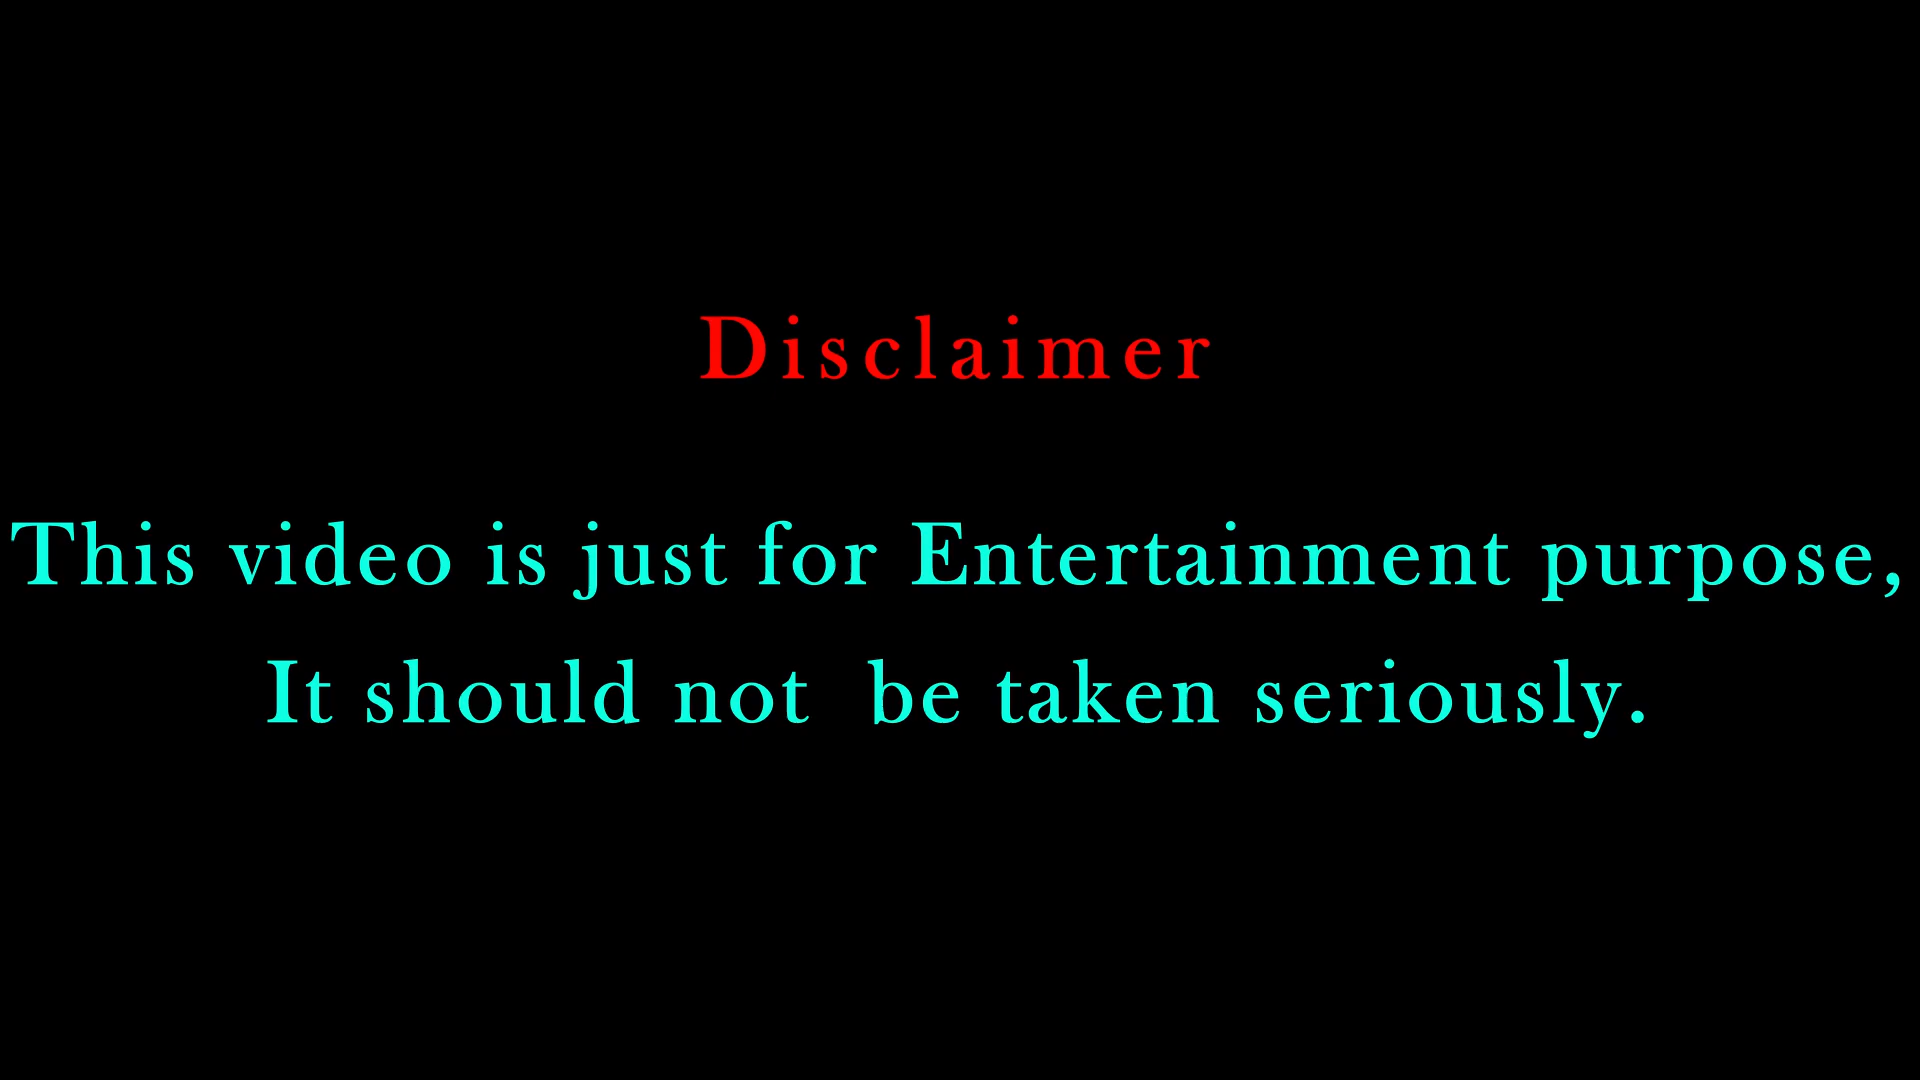 Disclaimer
This video is just for Entertainment purpose,
It should not  be taken seriously.